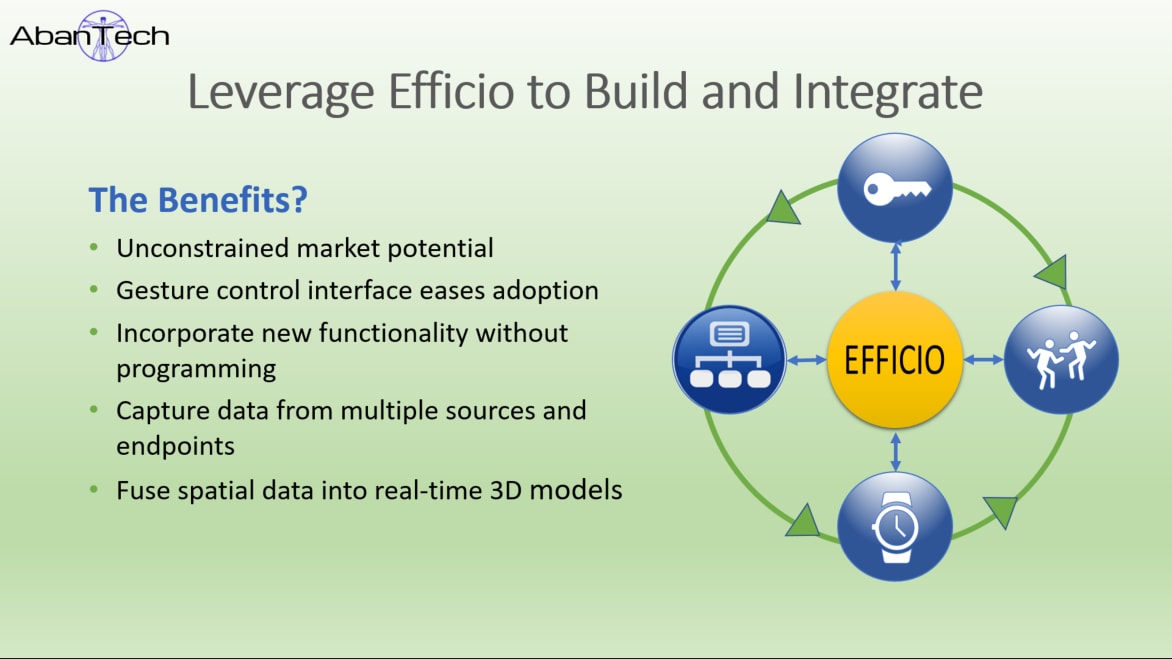 AbanTech
Leverage Efficio to Build and Integrate
The Benefits?
• Unconstrained market potential
• Gesture control interface eases adoption
• Incorporate new functionality without
programming
• Capture data from multiple sources and
endpoints
• Fuse spatial data into real-time 3D models
EFFICIO